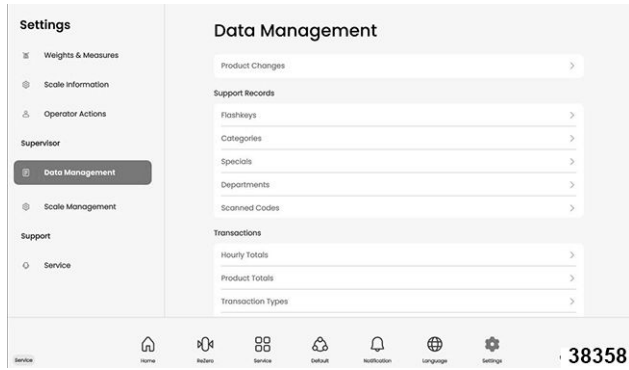 Settings
Weights & Measures
Scale Information
Operator Actions
Supervisor
Data Management
Scale Management
Support
Service
Data Management
Product Changes
Support Records
Flashkeys
Categories
Specials
Departments
Scanned Codes
Transactions
Hourly Totals
Product Totals
Transaction Types
Service
Home
ReZero
Service
Default
Notification
Language
Settings
38358